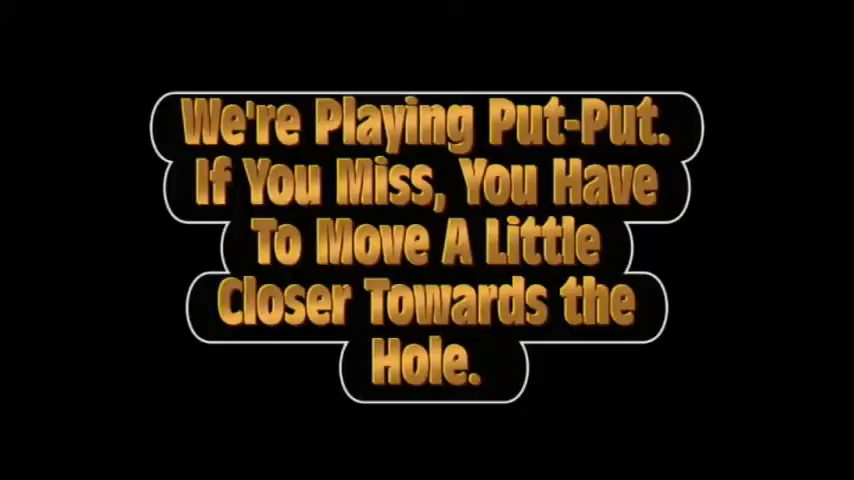 We're Playing Put-Put.
If You Miss, You Have
To Move A Little
Closer Towards the
Hole.